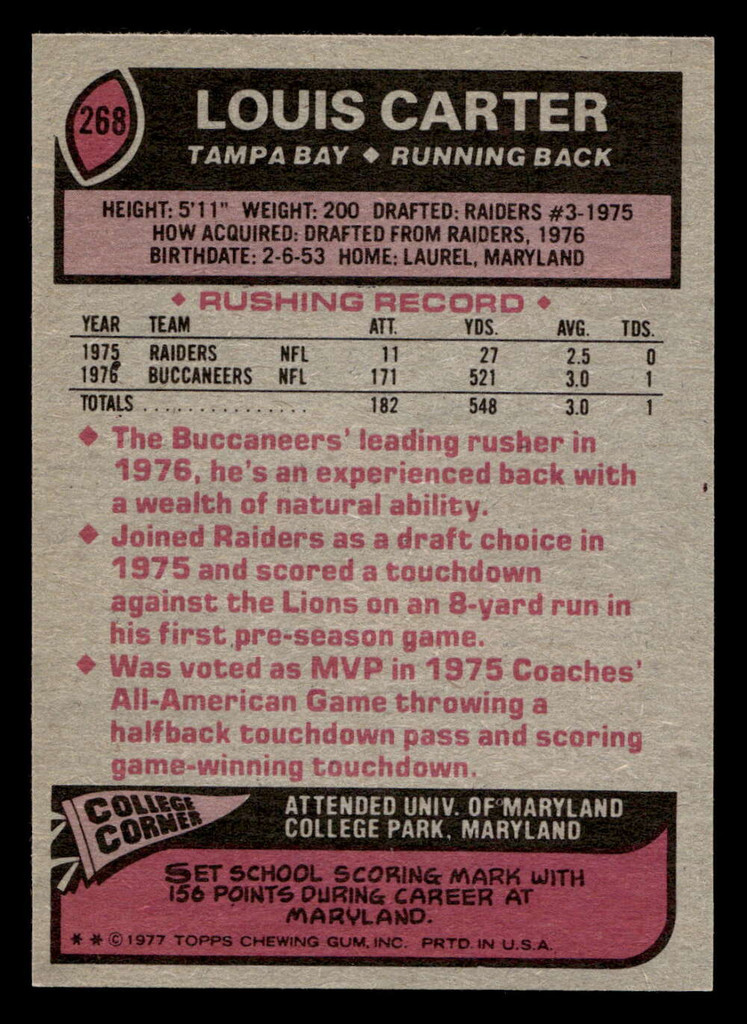 268
LOUIS CARTER
TAMPA BAY ◆ RUNNING BACK
HEIGHT: 5'11" WEIGHT: 200 DRAFTED: RAIDERS #3-1975
HOW ACQUIRED: DRAFTED FROM RAIDERS, 1976
BIRTHDATE: 2-6-53 HOME: LAUREL, MARYLAND
◆ RUSHING RECORD ◆
YEAR TEAM ATT. YDS. AVG. TDS.
1975 RAIDERS NFL 11 27 2.5 0
1976 BUCCANEERS NFL 171 521 3.0 1
TOTALS . . . . . . . . . . . . . . . 182 548 3.0 1
◆ The Buccaneers' leading rusher in
1976, he's an experienced back with
a wealth of natural ability.
◆ Joined Raiders as a draft choice in
1975 and scored a touchdown
against the Lions on an 8-yard run in
his first pre-season game.
◆ Was voted as MVP in 1975 Coaches'
All-American Game throwing a
halfback touchdown pass and scoring
game-winning touchdown.
COLLEGE
CORNER
ATTENDED UNIV. OF MARYLAND
COLLEGE PARK, MARYLAND
SET SCHOOL SCORING MARK WITH
156 POINTS DURING CAREER AT
MARYLAND.
* * © 1977 TOPPS CHEWING GUM, INC. PRTD. IN U.S.A.